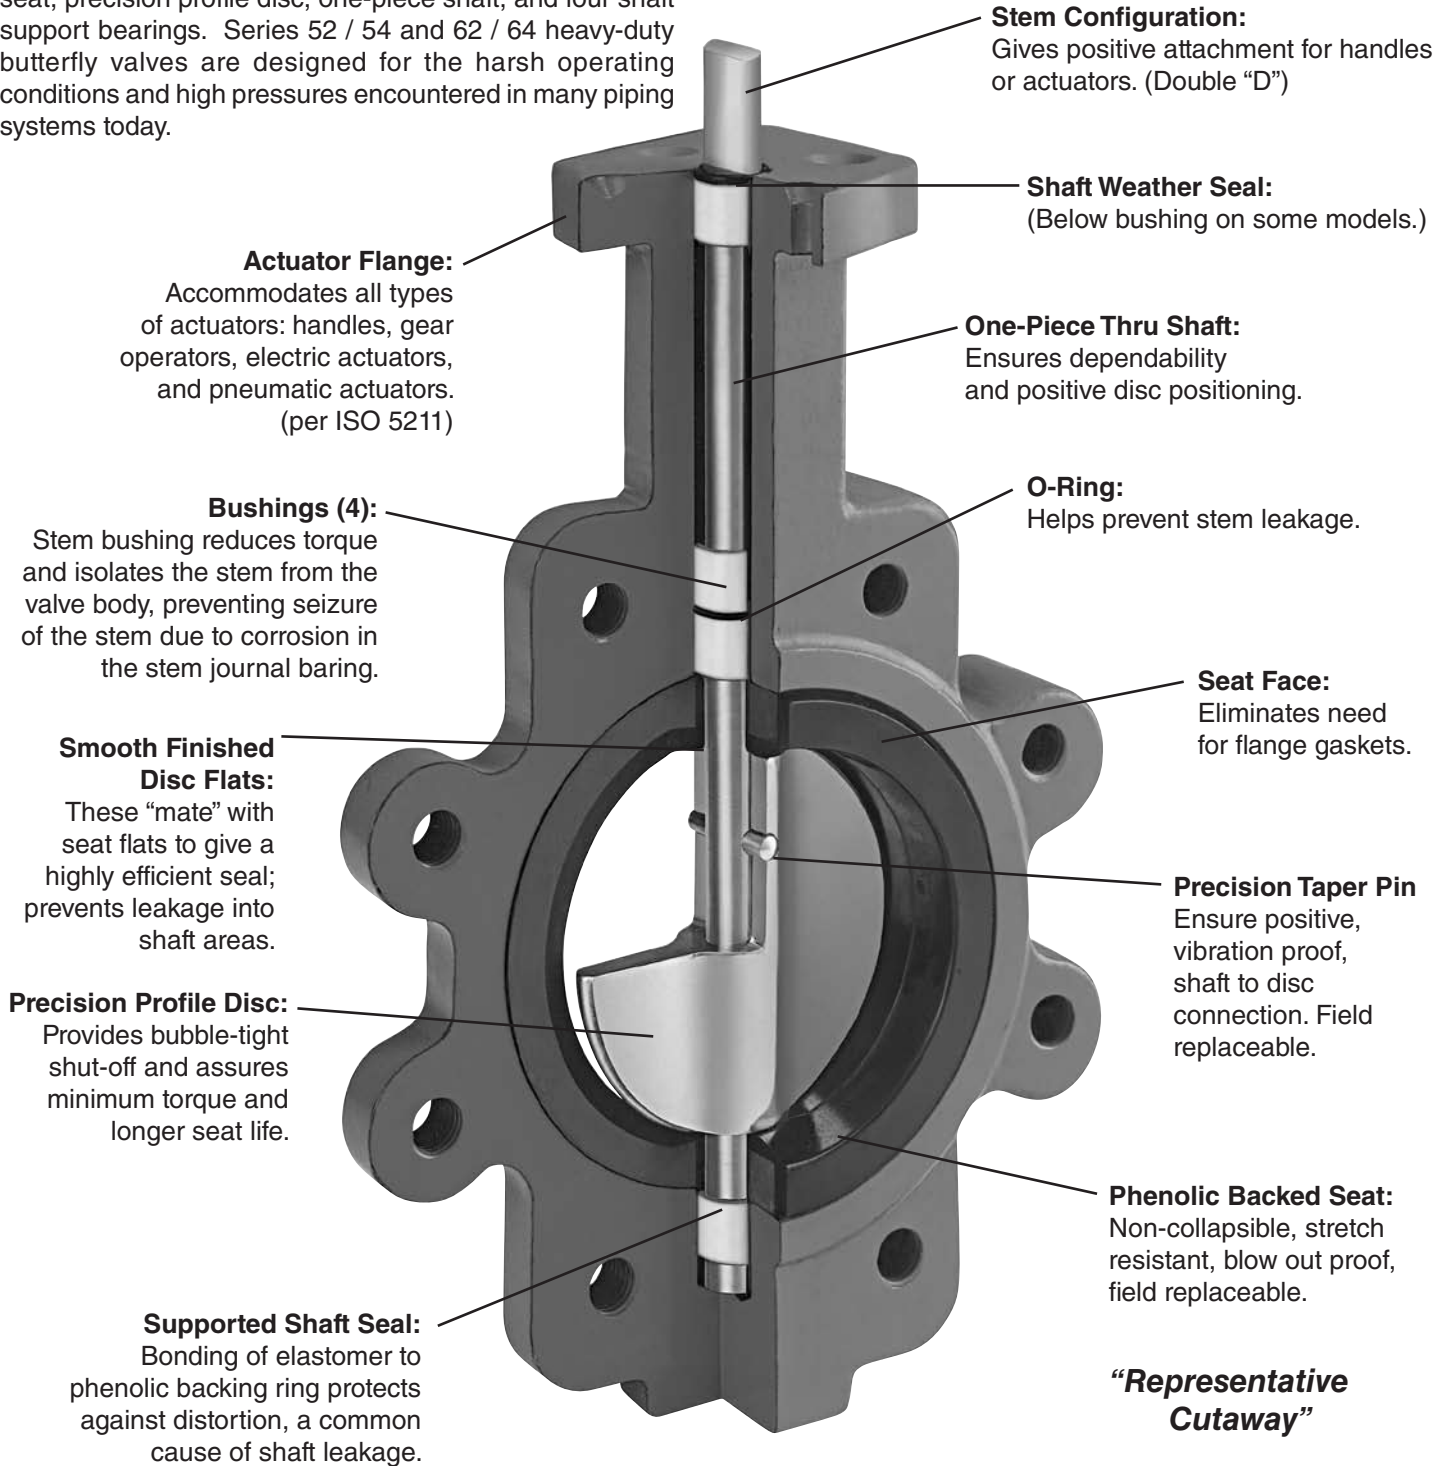 seat, precision profile disc, one-piece shaft, and four shaft
support bearings. Series 52 / 54 and 62 / 64 heavy-duty
butterfly valves are designed for the harsh operating
conditions and high pressures encountered in many piping
systems today.
Stem Configuration:
Gives positive attachment for handles
or actuators. (Double “D”)
Shaft Weather Seal:
(Below bushing on some models.)
Actuator Flange:
Accommodates all types
of actuators: handles, gear
operators, electric actuators,
and pneumatic actuators.
(per ISO 5211)
One-Piece Thru Shaft:
Ensures dependability
and positive disc positioning.
O-Ring:
Helps prevent stem leakage.
Bushings (4):
Stem bushing reduces torque
and isolates the stem from the
valve body, preventing seizure
of the stem due to corrosion in
the stem journal baring.
Seat Face:
Eliminates need
for flange gaskets.
Smooth Finished
Disc Flats:
These “mate” with
seat flats to give a
highly efficient seal;
prevents leakage into
shaft areas.
Precision Taper Pin
Ensure positive,
vibration proof,
shaft to disc
connection. Field
replaceable.
Precision Profile Disc:
Provides bubble-tight
shut-off and assures
minimum torque and
longer seat life.
Phenolic Backed Seat:
Non-collapsible, stretch
resistant, blow out proof,
field replaceable.
Supported Shaft Seal:
Bonding of elastomer to
phenolic backing ring protects
against distortion, a common
cause of shaft leakage.
“Representative
Cutaway”